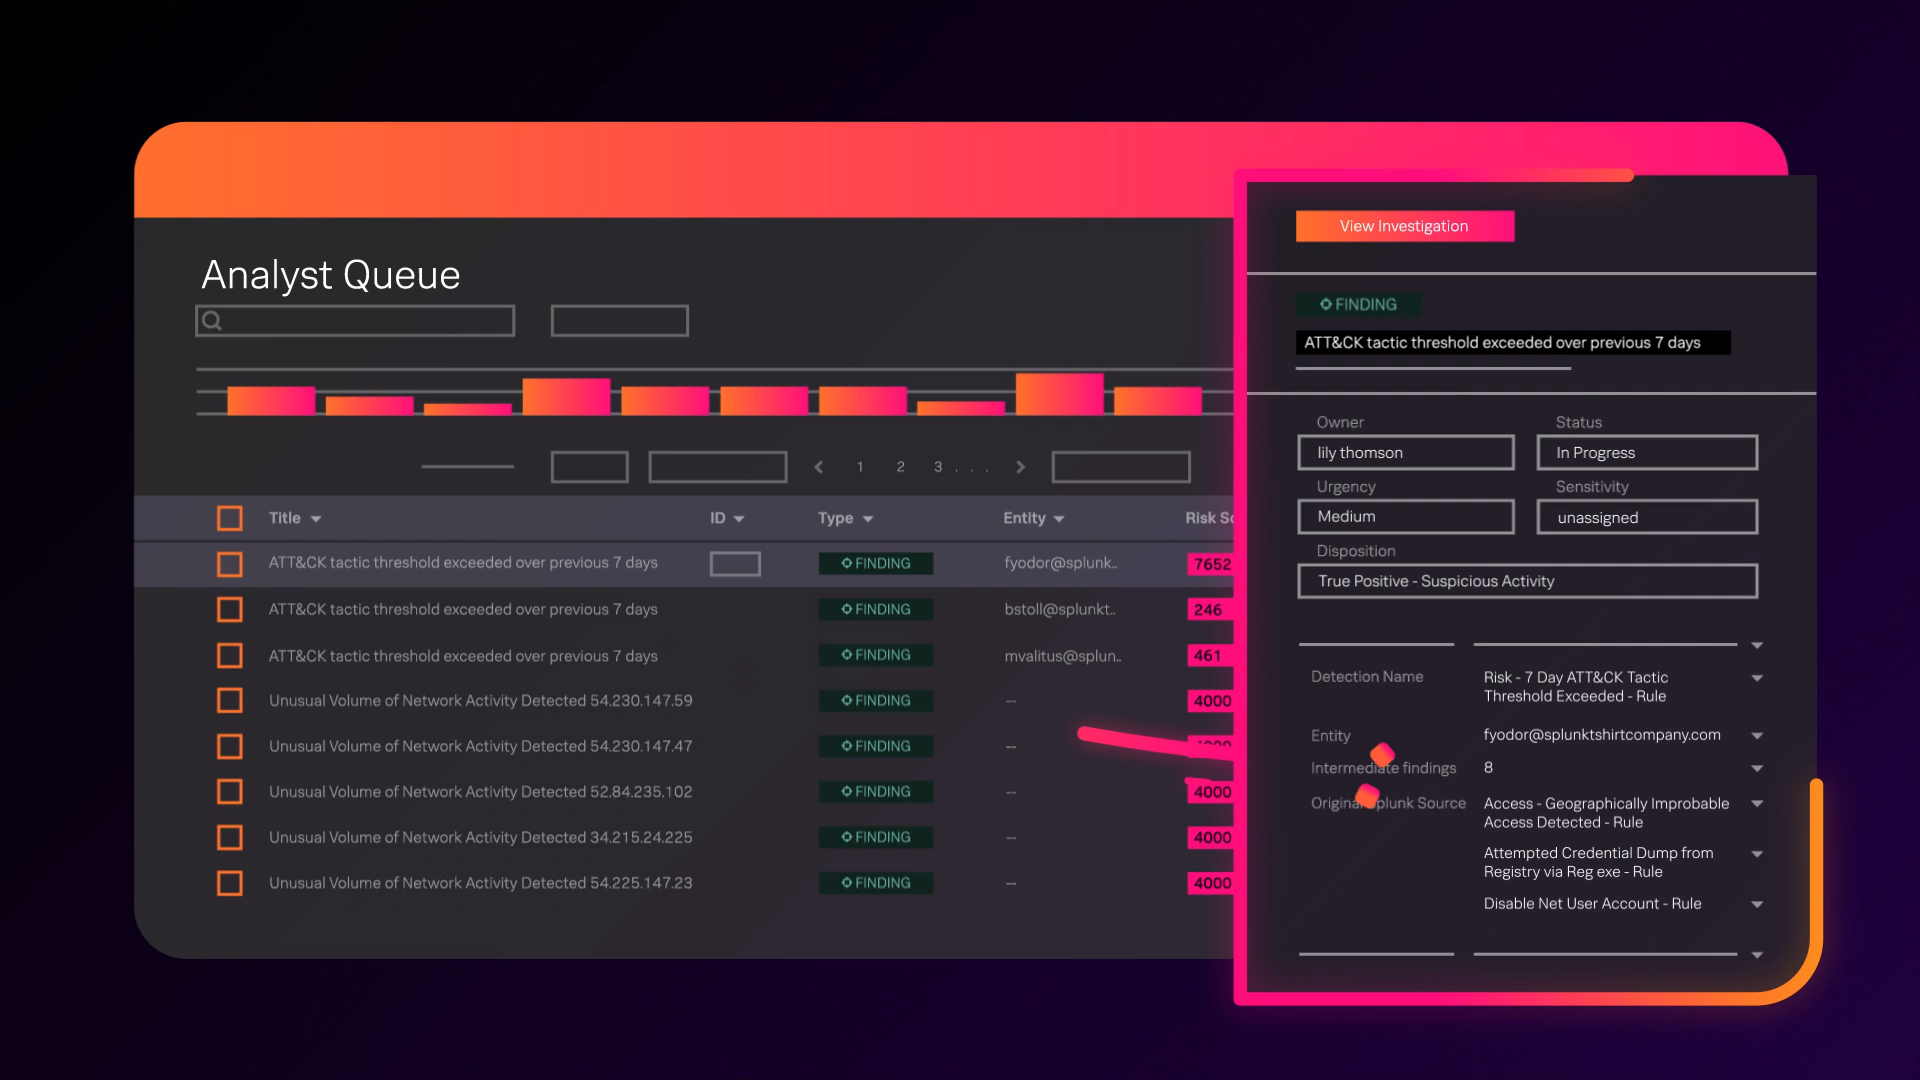 Analyst Queue
1 2 3 . . .
Title ID Type Entity Risk
ATT&CK tactic threshold exceeded over previous 7 days FINDING fyodor@splunk.. 7652
ATT&CK tactic threshold exceeded over previous 7 days FINDING bstoll@splunkt.. 246
ATT&CK tactic threshold exceeded over previous 7 days FINDING mvalitus@splun.. 461
Unusual Volume of Network Activity Detected 54.230.147.59 FINDING -- 4000
Unusual Volume of Network Activity Detected 54.230.147.47 FINDING --
Unusual Volume of Network Activity Detected 52.84.235.102 FINDING -- 4000
Unusual Volume of Network Activity Detected 34.215.24.225 FINDING -- 4000
Unusual Volume of Network Activity Detected 54.225.147.23 FINDING -- 4000
View Investigation
FINDING
ATT&CK tactic threshold exceeded over previous 7 days
Owner Status
lily thomson In Progress
Urgency Sensitivity
Medium unassigned
Disposition
True Positive - Suspicious Activity
Detection Name Risk - 7 Day ATT&CK Tactic
Threshold Exceeded - Rule
Entity fyodor@splunktshirtcompany.com
Intermediate findings 8
Original Splunk Source Access - Geographically Improbable
Access Detected - Rule
Attempted Credential Dump from
Registry via Reg exe - Rule
Disable Net User Account - Rule